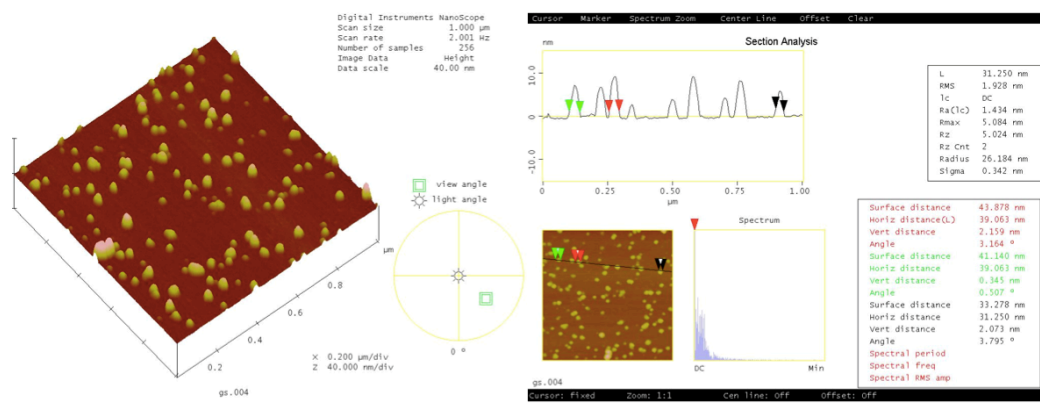 Digital Instruments NanoScope
Scan size 1.000 µm
Scan rate 2.001 Hz
Number of samples 256
Image Data Height
Data scale 40.00 nm
view angle
light angle
µm
0.8
0.6
0.4
0.2
X 0.200 µm/div
Z 40.000 nm/div
0 º
gs.004
Cursor Marker Spectrum Zoom Center Line Offset Clear
Section Analysis
nm
10.0
0
-10.0
0 0.25 0.50 0.75 1.00
µm
Spectrum
DC Min
gs.004
L 31.250 nm
RMS 1.928 nm
lc DC
Ra(lc) 1.434 nm
Rmax 5.084 nm
Rz 5.024 nm
Rz Cnt 2
Radius 26.184 nm
Sigma 0.342 nm
Surface distance 43.878 nm
Horiz distance(L) 39.063 nm
Vert distance 2.159 nm
Angle 3.164 º
Surface distance 41.140 nm
Horiz distance 39.063 nm
Vert distance 0.345 nm
Angle 0.507 º
Surface distance 33.278 nm
Horiz distance 31.250 nm
Vert distance 2.073 nm
Angle 3.795 º
Spectral period
Spectral freq
Spectral RMS amp
Cursor: fixed Zoom: 1:1 Cen line: Off Offset: Off